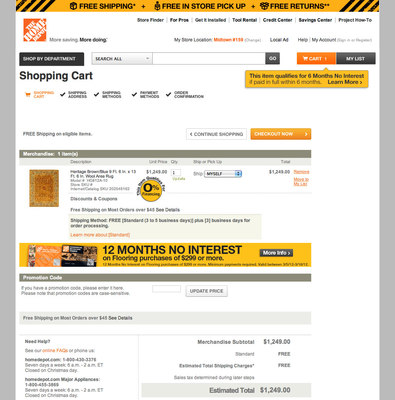 FREE SHIPPING* + FREE IN STORE PICK UP + FREE RETURNS**
Store Finder | For Pros | Get It Installed | Tool Rental | Credit Center | Savings Center | Project How-To
THE HOME DEPOT
More saving. More doing.™
My Store Location: Midtown #159 (Change) Local Ad Help | My Account (Sign in or Register)
SHOP BY DEPARTMENT SEARCH ALL GO CART 1 MY LIST
Shopping Cart
This item qualifies for 6 Months No Interest
if paid in full within 6 months. Learn More ›
SHOPPING CART
SHIPPING ADDRESS
SHIPPING METHODS
PAYMENT METHODS
ORDER CONFIRMATION
FREE Shipping on eligible items.
CONTINUE SHOPPING CHECKOUT NOW
Merchandise: 1 item(s)
Description Unit Price Qty. Ship or Pick Up Total
Heritage Brown/Blue 9 Ft. 6 In. x 13
Ft. 6 In. Wool Area Rug
$1,249.00 1 Ship MYSELF $1,249.00
Update
Remove
Move to
My List
Store SKU #
0% Financing
Discounts & Coupons
Free Shipping on Most Orders over $45 See Details
Shipping Method: FREE [Standard (3 to 5 business days)] plus [3] business days for
order processing.
Learn more about [Standard]
12 MONTHS NO INTEREST
on Flooring purchases of $299 or more.
More Info >
Promotion Code
If you have a promotion code, please enter it here.
Please note that promotion codes are case-sensitive.
UPDATE PRICE
Free Shipping on Most Orders over $45 See Details
Need Help?
See our online FAQs or phone us:
homedepot.com: 1-800-430-3376
Seven days a week: 6 a.m. - 2 a.m. ET
Closed on Christmas day.
homedepot.com Major Appliances:
Seven days a week: 6 a.m. - 2 a.m. ET
Closed on Christmas day.
Merchandise Subtotal $1,249.00
Standard FREE
Estimated Total Shipping Charges* FREE
Sales tax determined during later steps
Estimated Total $1,249.00